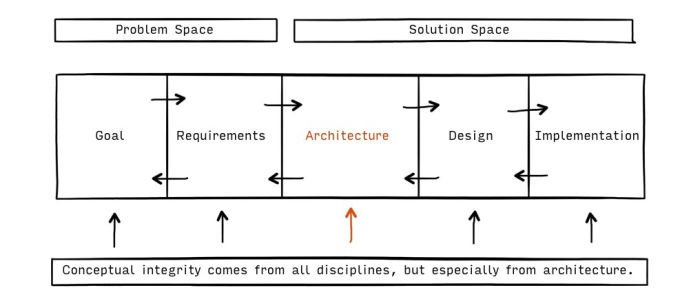 Problem Space
Solution Space
Goal
Requirements
Architecture
Design
Implementation
Conceptual integrity comes from all disciplines, but especially from architecture.